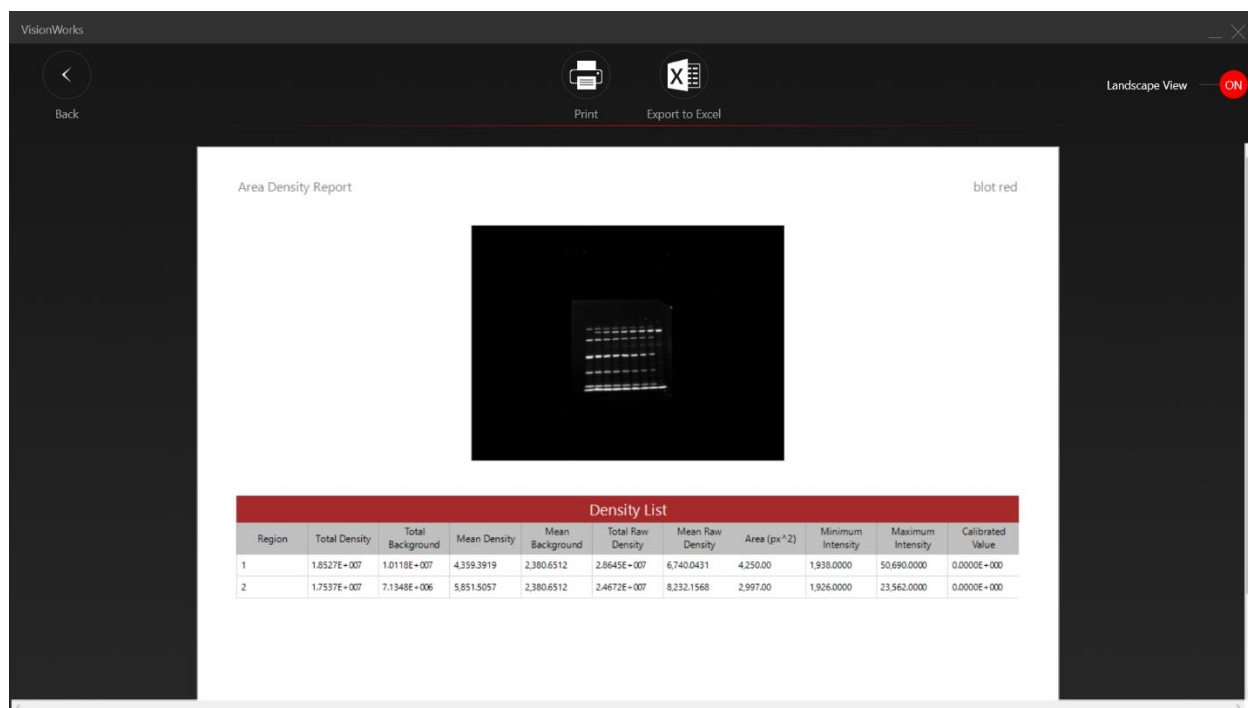 VisionWorks
Back
Print
Export to Excel
Landscape View ON
Area Density Report
blot red
Density List
Region Total Density Total Background Mean Density Mean Background Total Raw Density Mean Raw Density Area (px^2) Minimum Intensity Maximum Intensity Calibrated Value
1 1.8527E+007 1.0118E+007 4,359.3919 2,380.6512 2.8645E+007 6,740.0431 4,250.00 1,938.0000 50,690.0000 0.0000E+000
2 1.7537E+007 7.1348E+006 5,851.5057 2,380.6512 2.4672E+007 8,232.1568 2,997.00 1,926.0000 23,562.0000 0.0000E+000